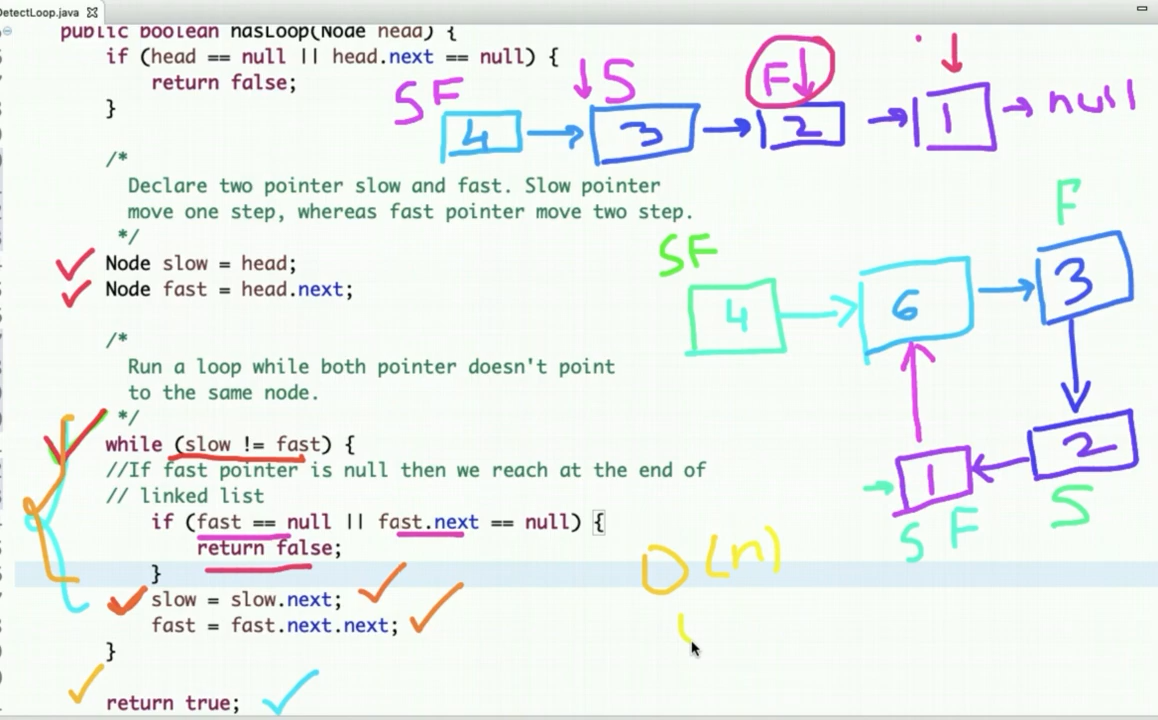 DetectLoop.java
public boolean hasLoop(Node head) {
if (head == null || head.next == null) {
return false;
}
/*
Declare two pointer slow and fast. Slow pointer
move one step, whereas fast pointer move two step.
*/
Node slow = head;
Node fast = head.next;
/*
Run a loop while both pointer doesn't point
to the same node.
*/
while (slow != fast) {
//If fast pointer is null then we reach at the end of
// linked list
if (fast == null || fast.next == null) {
return false;
}
slow = slow.next;
fast = fast.next.next;
}
return true;
SF S F
4 3 2 1 null
F
SF
4 6 3
1 2
S F S
O(n)